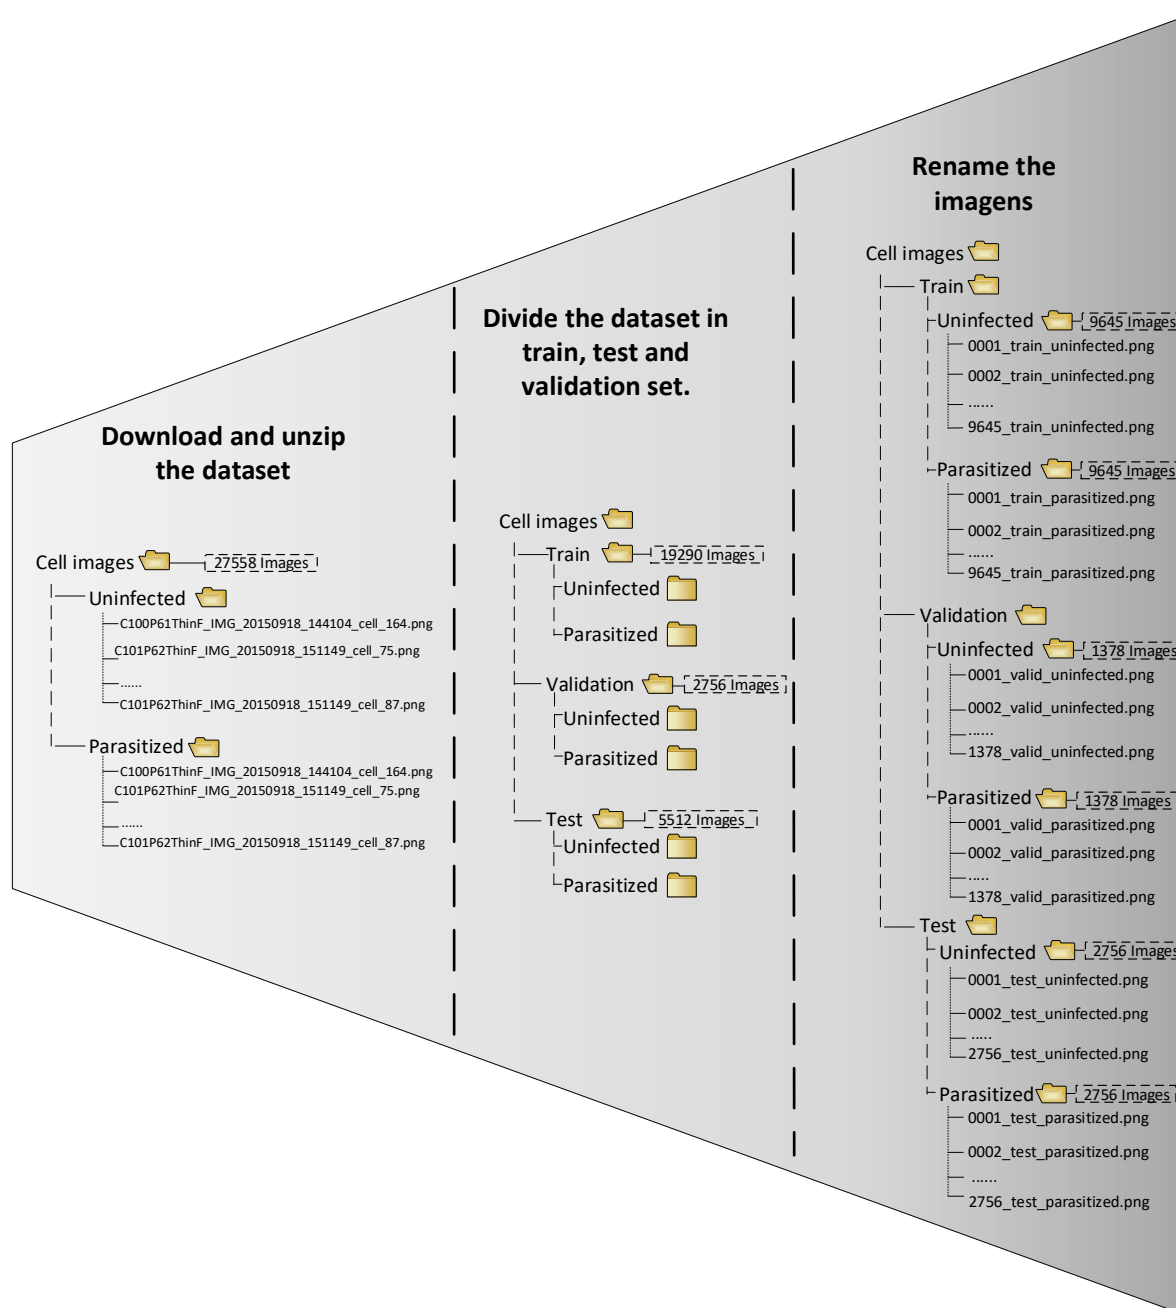 Download and unzip
the dataset
Cell images
27558 Images
Uninfected
C100P61ThinF_IMG_20150918_144104_cell_164.png
C101P62ThinF_IMG_20150918_151149_cell_75.png
......
C101P62ThinF_IMG_20150918_151149_cell_87.png
Parasitized
C100P61ThinF_IMG_20150918_144104_cell_164.png
C101P62ThinF_IMG_20150918_151149_cell_75.png
......
C101P62ThinF_IMG_20150918_151149_cell_87.png
Divide the dataset in
train, test and
validation set.
Cell images
Train
19290 Images
Uninfected
Parasitized
Validation
2756 Images
Uninfected
Parasitized
Test
5512 Images
Uninfected
Parasitized
Rename the
imagens
Cell images
Train
Uninfected
9645 Images
0001_train_uninfected.png
0002_train_uninfected.png
......
9645_train_uninfected.png
Parasitized
9645 Images
0001_train_parasitized.png
0002_train_parasitized.png
......
9645_train_parasitized.png
Validation
Uninfected
1378 Images
0001_valid_uninfected.png
0002_valid_uninfected.png
......
1378_valid_uninfected.png
Parasitized
1378 Images
0001_valid_parasitized.png
0002_valid_parasitized.png
.....
1378_valid_parasitized.png
Test
Uninfected
2756 Images
0001_test_uninfected.png
0002_test_uninfected.png
.....
2756_test_uninfected.png
Parasitized
2756 Images
0001_test_parasitized.png
0002_test_parasitized.png
......
2756_test_parasitized.png